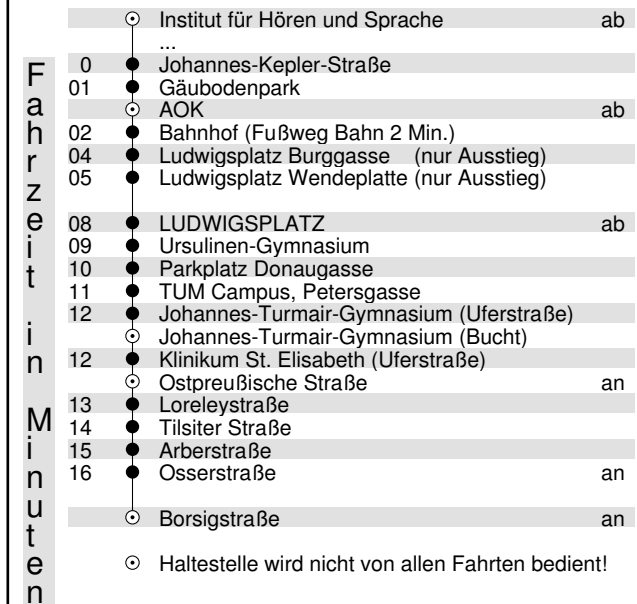 Institut für Hören und Sprache ab
...
0 Johannes-Kepler-Straße
01 Gäubodenpark
AOK ab
02 Bahnhof (Fußweg Bahn 2 Min.)
04 Ludwigsplatz Burggasse (nur Ausstieg)
05 Ludwigsplatz Wendeplatte (nur Ausstieg)
08 LUDWIGSPLATZ ab
09 Ursulinen-Gymnasium
10 Parkplatz Donaugasse
11 TUM Campus, Petersgasse
12 Johannes-Turmair-Gymnasium (Uferstraße)
Johannes-Turmair-Gymnasium (Bucht)
12 Klinikum St. Elisabeth (Uferstraße)
Ostpreußische Straße an
13 Loreleystraße
14 Tilsiter Straße
15 Arberstraße
16 Osserstraße an
Borsigstraße an
Haltestelle wird nicht von allen Fahrten bedient!
Fahrzeit in Minuten